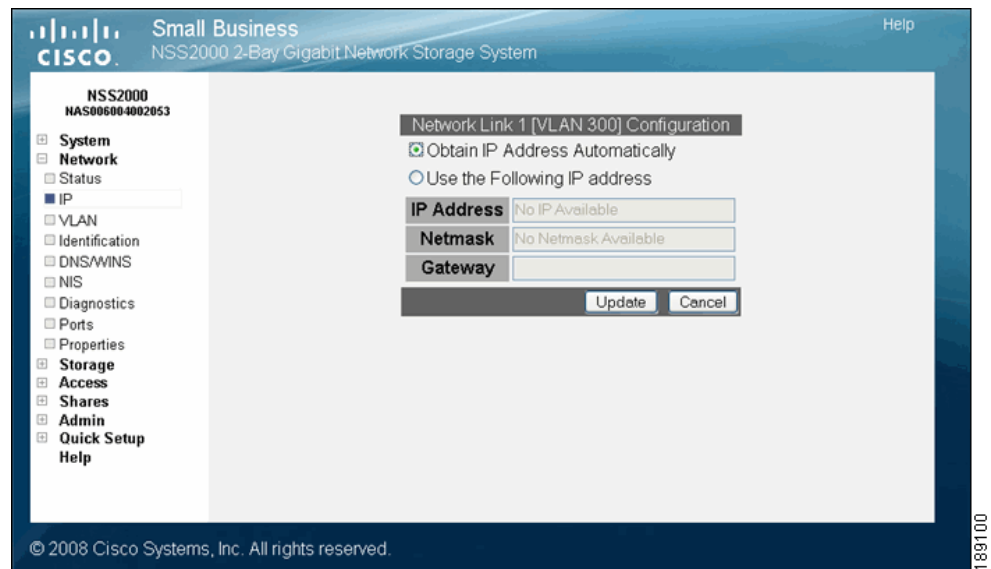 CISCO.
Small Business
NSS2000 2-Bay Gigabit Network Storage System
Help
NSS2000
NAS006004002053
System
Network
Status
IP
VLAN
Identification
DNS/WINS
NIS
Diagnostics
Ports
Properties
Storage
Access
Shares
Admin
Quick Setup
Help
Network Link 1 [VLAN 300] Configuration
Obtain IP Address Automatically
Use the Following IP address
IP Address No IP Available
Netmask No Netmask Available
Gateway
Update Cancel
© 2008 Cisco Systems, Inc. All rights reserved.
189100